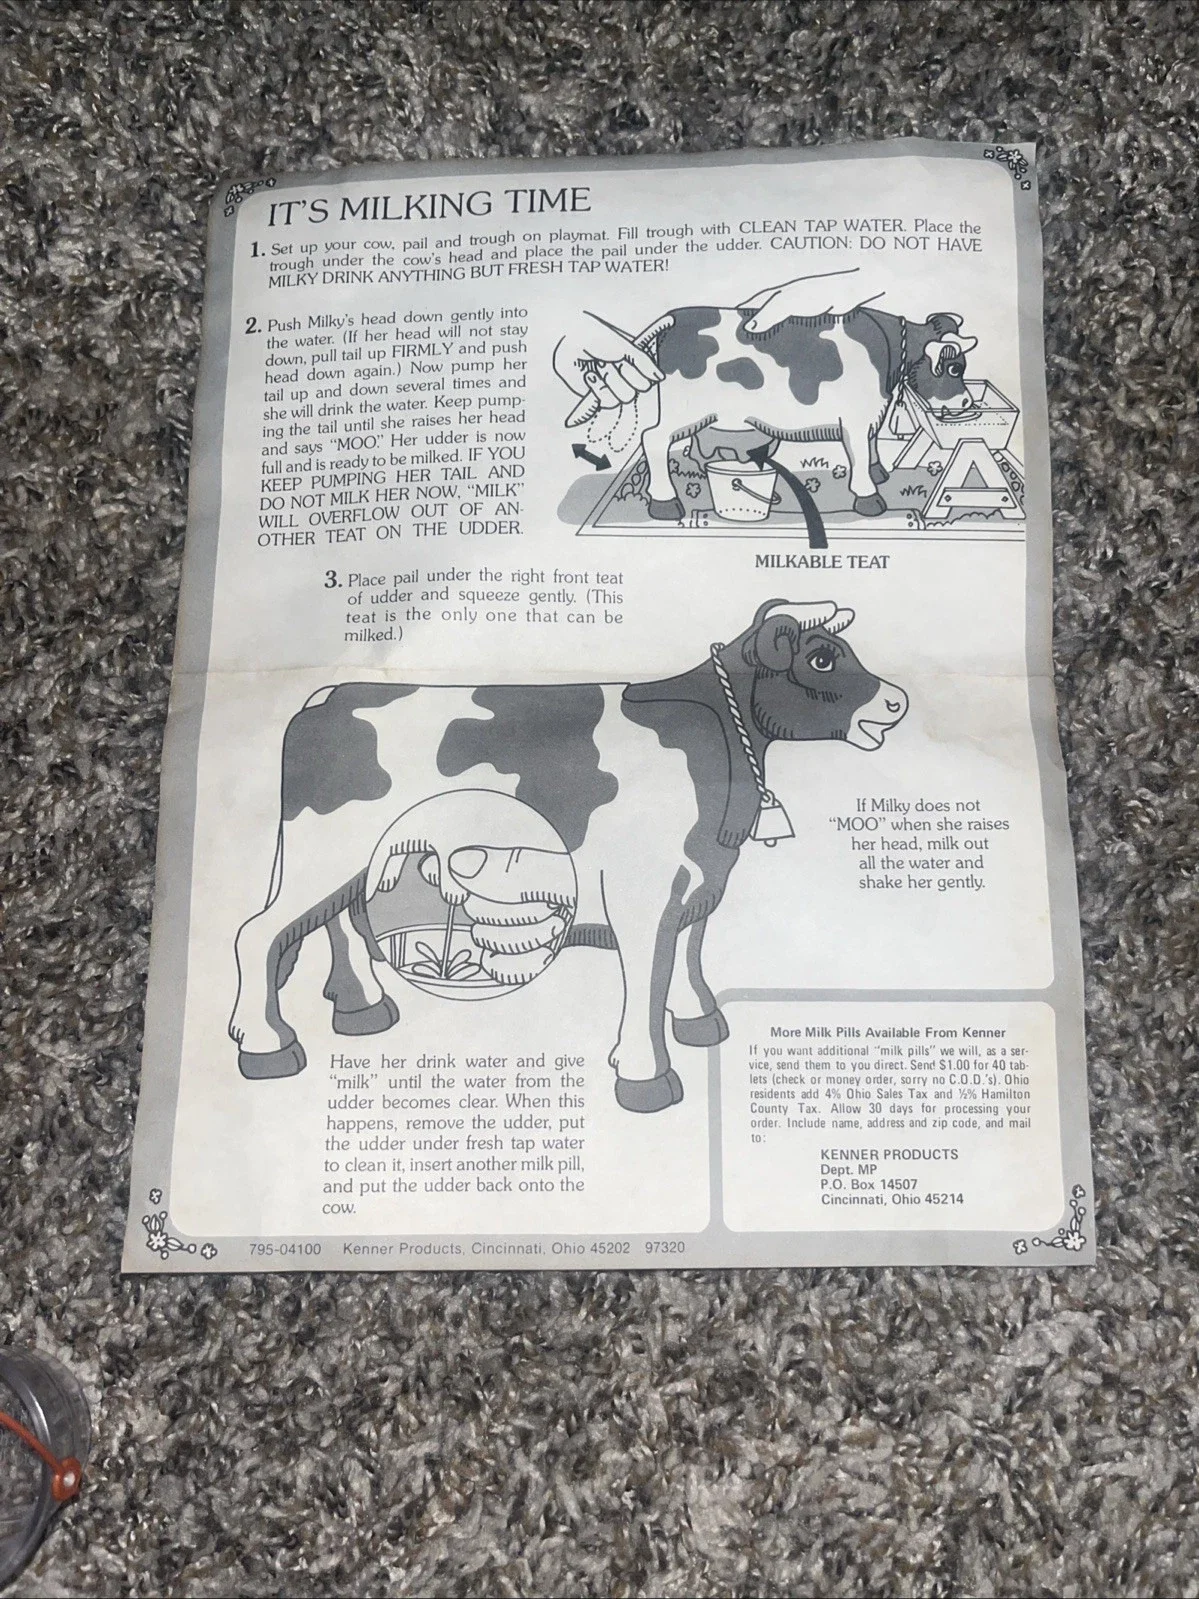 IT'S MILKING TIME
1. Set up your cow, pail and trough on playmat. Fill trough with CLEAN TAP WATER. Place the
trough under the cow's head and place the pail under the udder. CAUTION: DO NOT HAVE
MILKY DRINK ANYTHING BUT FRESH TAP WATER!
2. Push Milky's head down gently into
the water. (If her head will not stay
down, pull tail up FIRMLY and push
head down again.) Now pump her
tail up and down several times and
she will drink the water. Keep pump-
ing the tail until she raises her head
and says "MOO." Her udder is now
full and is ready to be milked. IF YOU
KEEP PUMPING HER TAIL AND
DO NOT MILK HER NOW, "MILK"
WILL OVERFLOW OUT OF AN-
OTHER TEAT ON THE UDDER.
MILKABLE TEAT
3. Place pail under the right front teat
of udder and squeeze gently. (This
teat is the only one that can be
milked.)
If Milky does not
"MOO" when she raises
her head, milk out
all the water and
shake her gently.
Have her drink water and give
"milk" until the water from the
udder becomes clear. When this
happens, remove the udder, put
the udder under fresh tap water
to clean it, insert another milk pill,
and put the udder back onto the
cow.
More Milk Pills Available From Kenner
If you want additional "milk pills" we will, as a ser-
vice, send them to you direct. Send $1.00 for 40 tab-
lets (check or money order, sorry no C.O.D.'s). Ohio
residents add 4% Ohio Sales Tax and ½% Hamilton
County Tax. Allow 30 days for processing your
order. Include name, address and zip code, and mail
to:
KENNER PRODUCTS
Dept. MP
P.O. Box 14507
Cincinnati, Ohio 45214
795-04100 Kenner Products, Cincinnati, Ohio 45202 97320